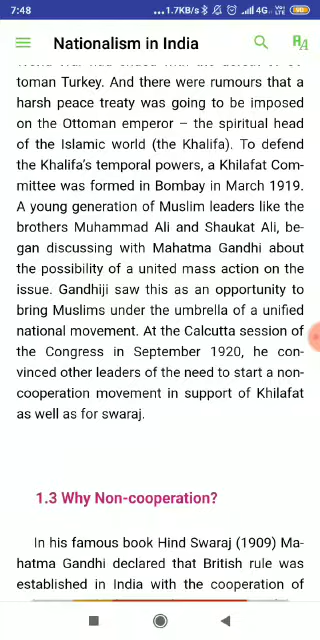 7:48
...1.7KB/s
4G
VoLTE
90
Nationalism in India
toman Turkey. And there were rumours that a
harsh peace treaty was going to be imposed
on the Ottoman emperor – the spiritual head
of the Islamic world (the Khalifa). To defend
the Khalifa's temporal powers, a Khilafat Com-
mittee was formed in Bombay in March 1919.
A young generation of Muslim leaders like the
brothers Muhammad Ali and Shaukat Ali, be-
gan discussing with Mahatma Gandhi about
the possibility of a united mass action on the
issue. Gandhiji saw this as an opportunity to
bring Muslims under the umbrella of a unified
national movement. At the Calcutta session of
the Congress in September 1920, he con-
vinced other leaders of the need to start a non-
cooperation movement in support of Khilafat
as well as for swaraj.
1.3 Why Non-cooperation?
In his famous book Hind Swaraj (1909) Ma-
hatma Gandhi declared that British rule was
established in India with the cooperation of